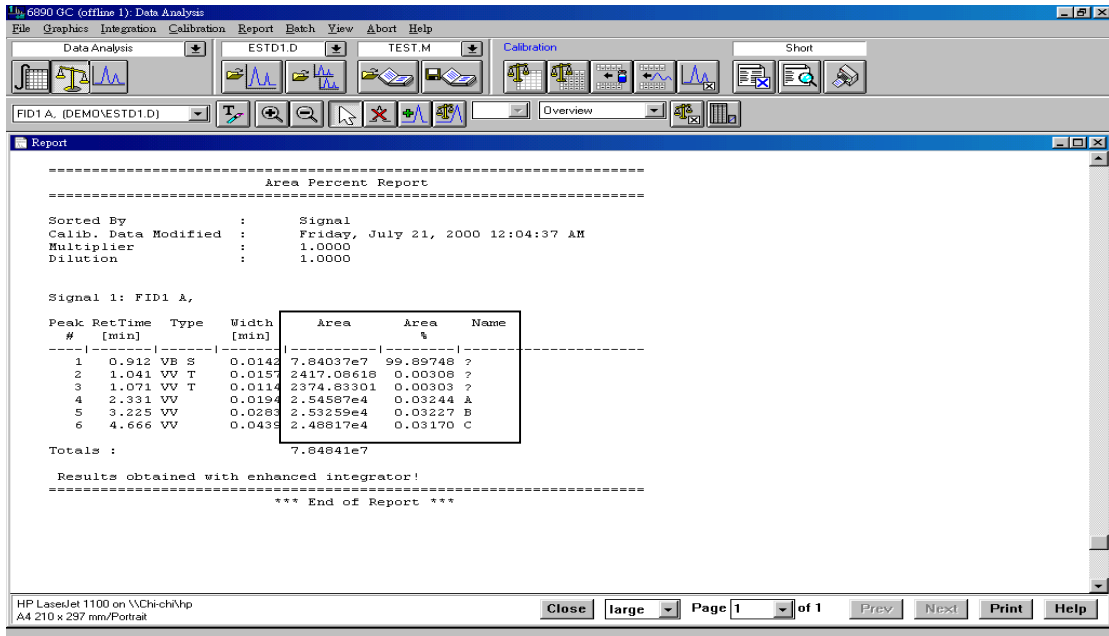 6890 GC (offline 1): Data Analysis
File Graphics Integration Calibration Report Batch View Abort Help
Data Analysis ESTD1.D TEST.M Calibration Short
FID1 A, (DEMO\ESTD1.D) Overview
Report
=====================================================================
Area Percent Report
=====================================================================
Sorted By : Signal
Calib. Data Modified : Friday, July 21, 2000 12:04:37 AM
Multiplier : 1.0000
Dilution : 1.0000
Signal 1: FID1 A,
Peak RetTime Type Width Area Area Name
# [min] [min] %
----|-------|------|-------|----------|--------|---------------------
1 0.912 VB S 0.0142 7.84037e7 99.89748 ?
2 1.041 VV T 0.0157 2417.08618 0.00308 ?
3 1.071 VV T 0.0114 2374.83301 0.00303 ?
4 2.331 VV 0.0194 2.54587e4 0.03244 A
5 3.225 VV 0.0283 2.53259e4 0.03227 B
6 4.666 VV 0.0439 2.48817e4 0.03170 C
Totals : 7.84841e7
Results obtained with enhanced integrator!
=====================================================================
*** End of Report ***
HP LaserJet 1100 on \\Chi-chi\hp
A4 210 x 297 mm/Portrait
Close large Page 1 of 1 Prev Next Print Help